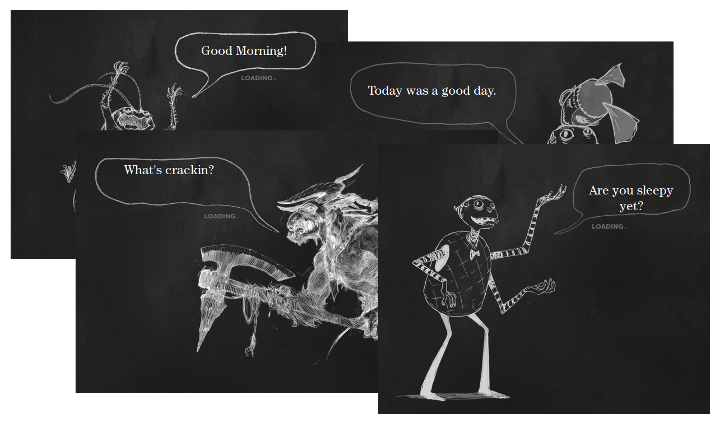 Good Morning!
LOADING .
Today was a good day.
What's crackin?
LOADING .
Are you sleepy
yet?
LOADING .